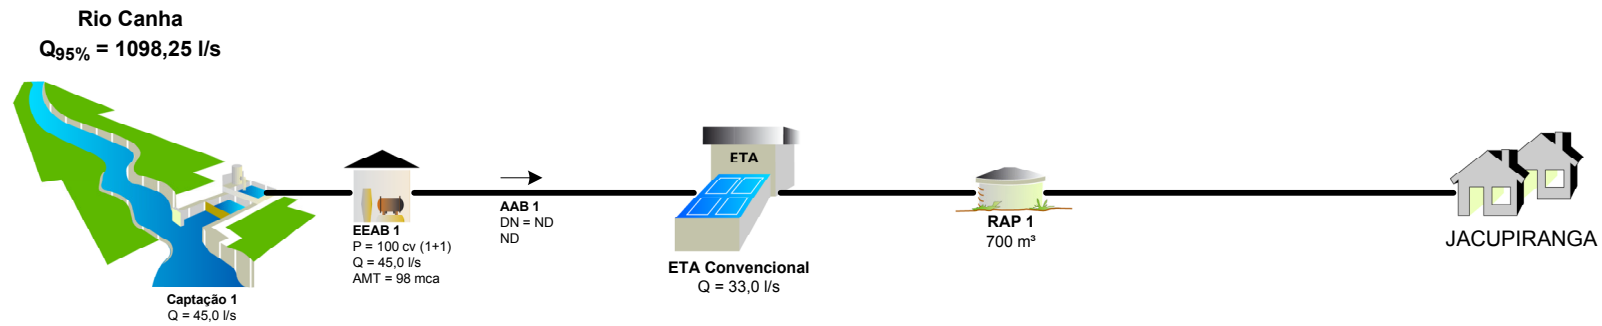 Rio Canha
Q95% = 1098,25 l/s
Captação 1
Q = 45,0 l/s
EEAB 1
P = 100 cv (1+1)
Q = 45,0 l/s
AMT = 98 mca
AAB 1
DN = ND
ND
ETA
ETA Convencional
Q = 33,0 l/s
RAP 1
700 m³
JACUPIRANGA